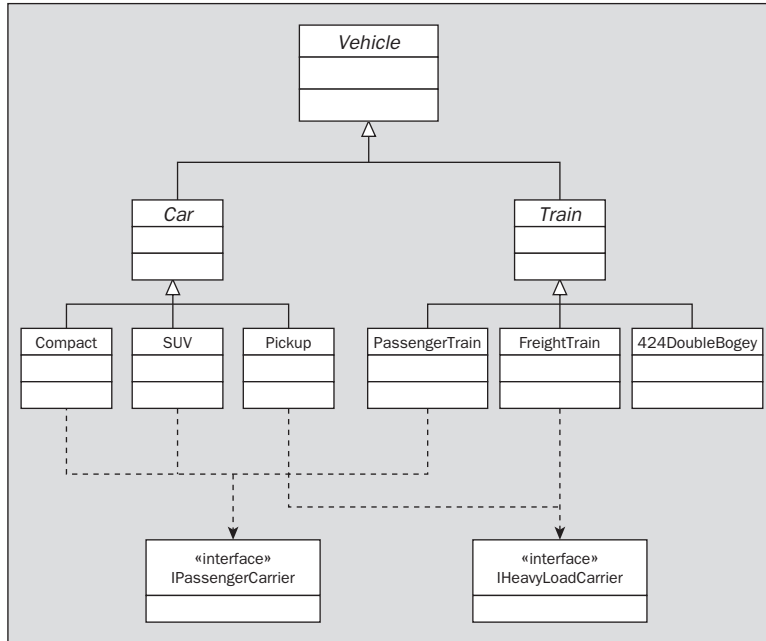 Vehicle
Car
Train
Compact
SUV
Pickup
PassengerTrain
FreightTrain
424DoubleBogey
«interface»
IPassengerCarrier
«interface»
IHeavyLoadCarrier